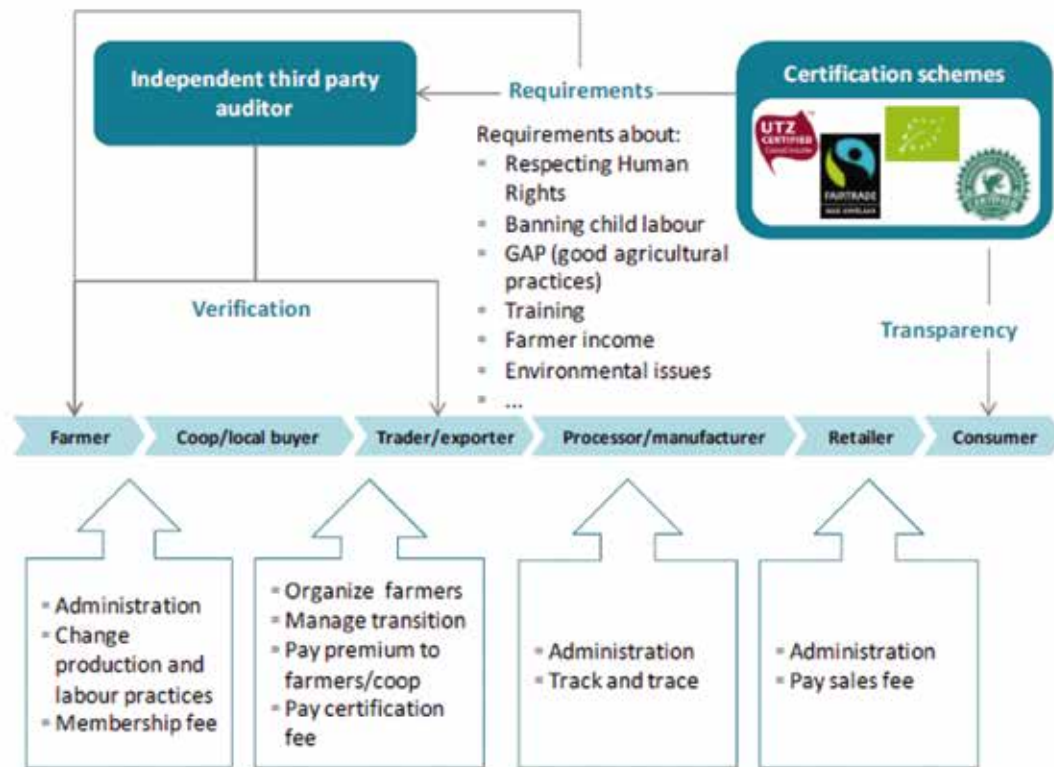 Independent third party
auditor
Requirements
Certification schemes
UTZ
CERTIFIED
FAIRTRADE
CERTIFIED
Requirements about:
▪ Respecting Human
Rights
▪ Banning child labour
▪ GAP (good agricultural
practices)
▪ Training
▪ Farmer income
▪ Environmental issues
▪ ...
Verification
Transparency
Farmer
Coop/local buyer
Trader/exporter
Processor/manufacturer
Retailer
Consumer
▪ Administration
▪ Change
production and
labour practices
▪ Membership fee
▪ Organize farmers
▪ Manage transition
▪ Pay premium to
farmers/coop
▪ Pay certification
fee
▪ Administration
▪ Track and trace
▪ Administration
▪ Pay sales fee